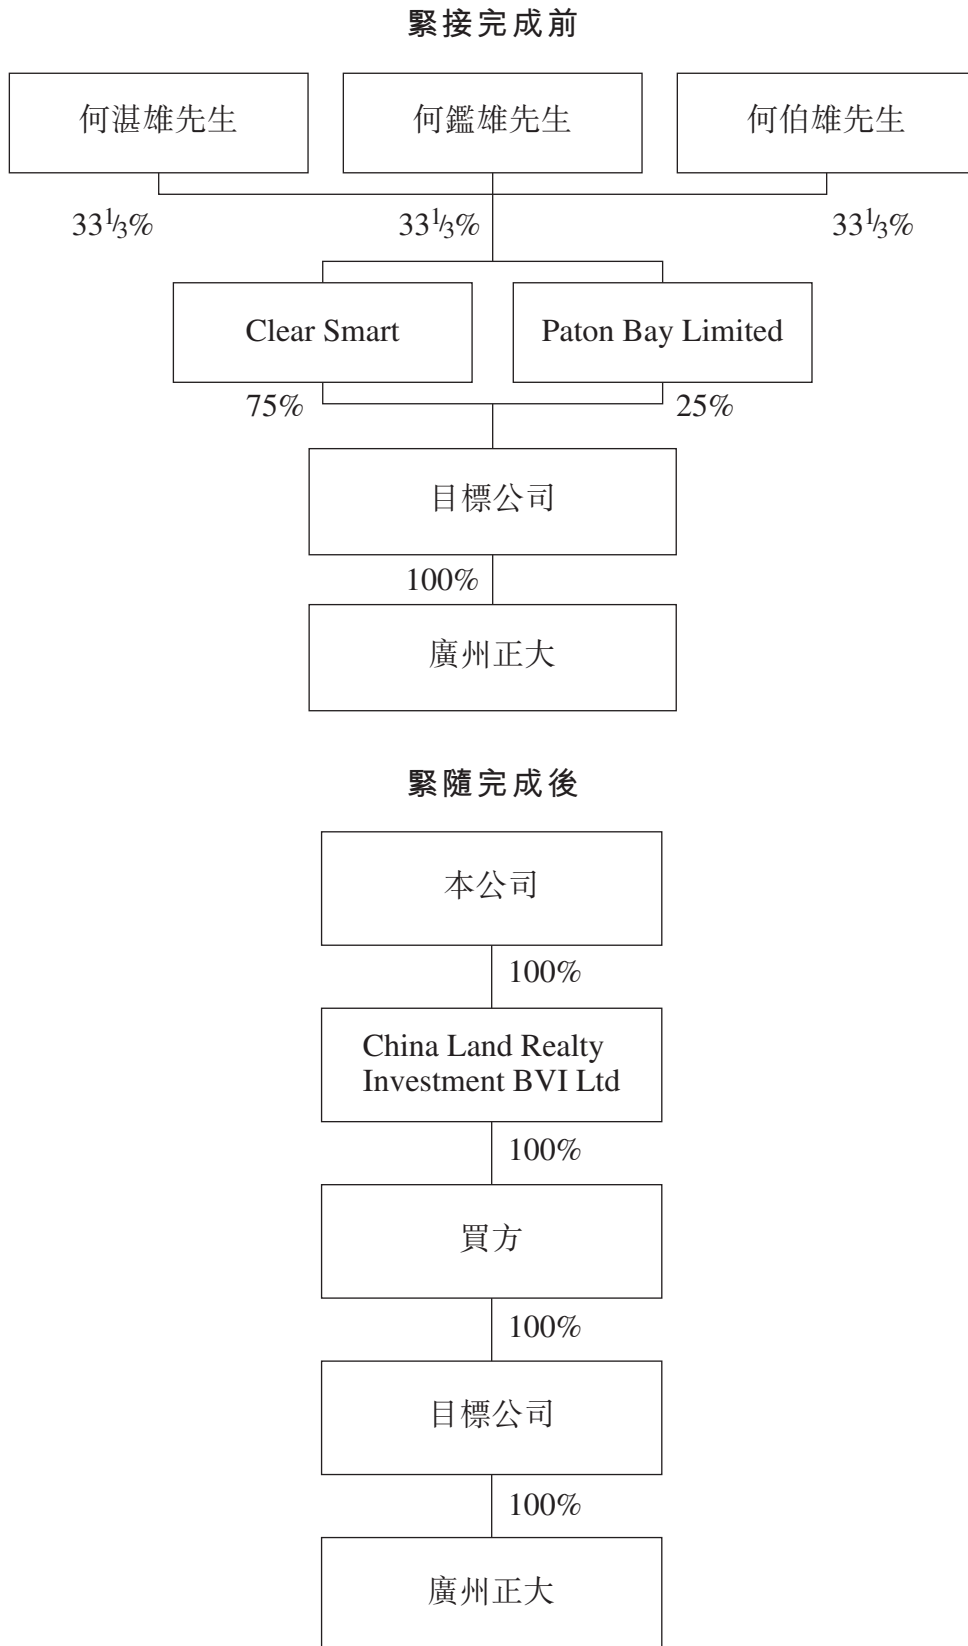 緊接完成前
何湛雄先生 何鑑雄先生 何伯雄先生
33¹/₃% 33¹/₃% 33¹/₃%
Clear Smart Paton Bay Limited
75% 25%
目標公司
100%
廣州正大
緊隨完成後
本公司
100%
China Land Realty
Investment BVI Ltd
100%
買方
100%
目標公司
100%
廣州正大